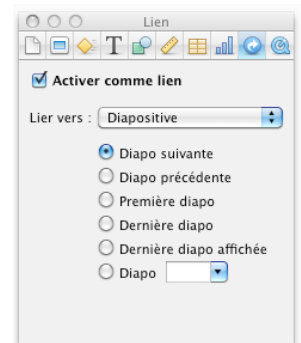 Lien
T
Activer comme lien
Lier vers : Diapositive
Diapo suivante
Diapo précédente
Première diapo
Dernière diapo
Dernière diapo affichée
Diapo